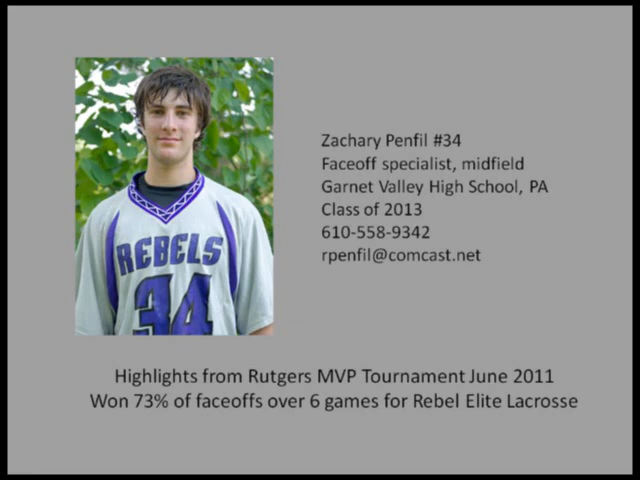 Zachary Penfil #34
Faceoff specialist, midfield
Garnet Valley High School, PA
Class of 2013
610-558-9342
rpenfil@comcast.net
REBELS
34
Highlights from Rutgers MVP Tournament June 2011
Won 73% of faceoffs over 6 games for Rebel Elite Lacrosse